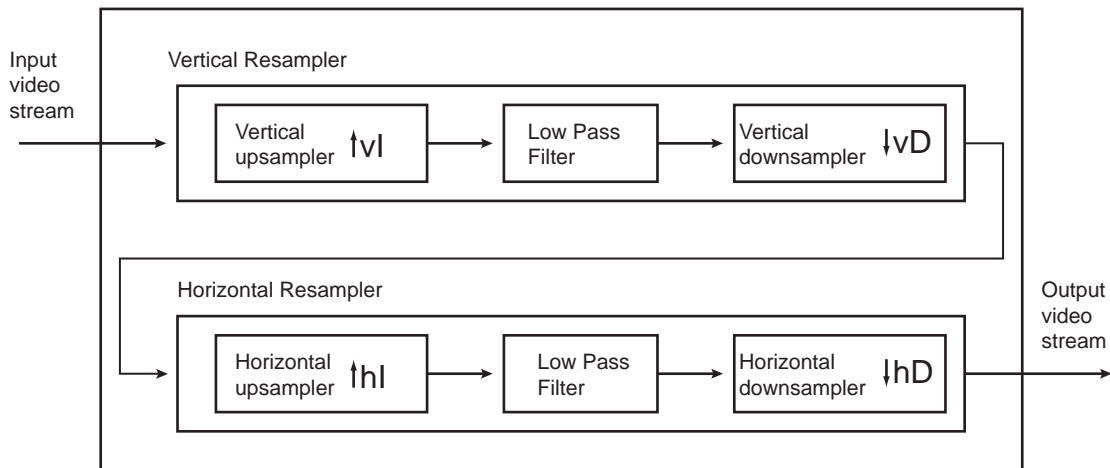 Input
video
stream
Vertical Resampler
Vertical
upsampler ↑vI
Low Pass
Filter
Vertical
downsampler ↓vD
Horizontal Resampler
Horizontal
upsampler ↑hI
Low Pass
Filter
Horizontal
downsampler ↓hD
Output
video
stream